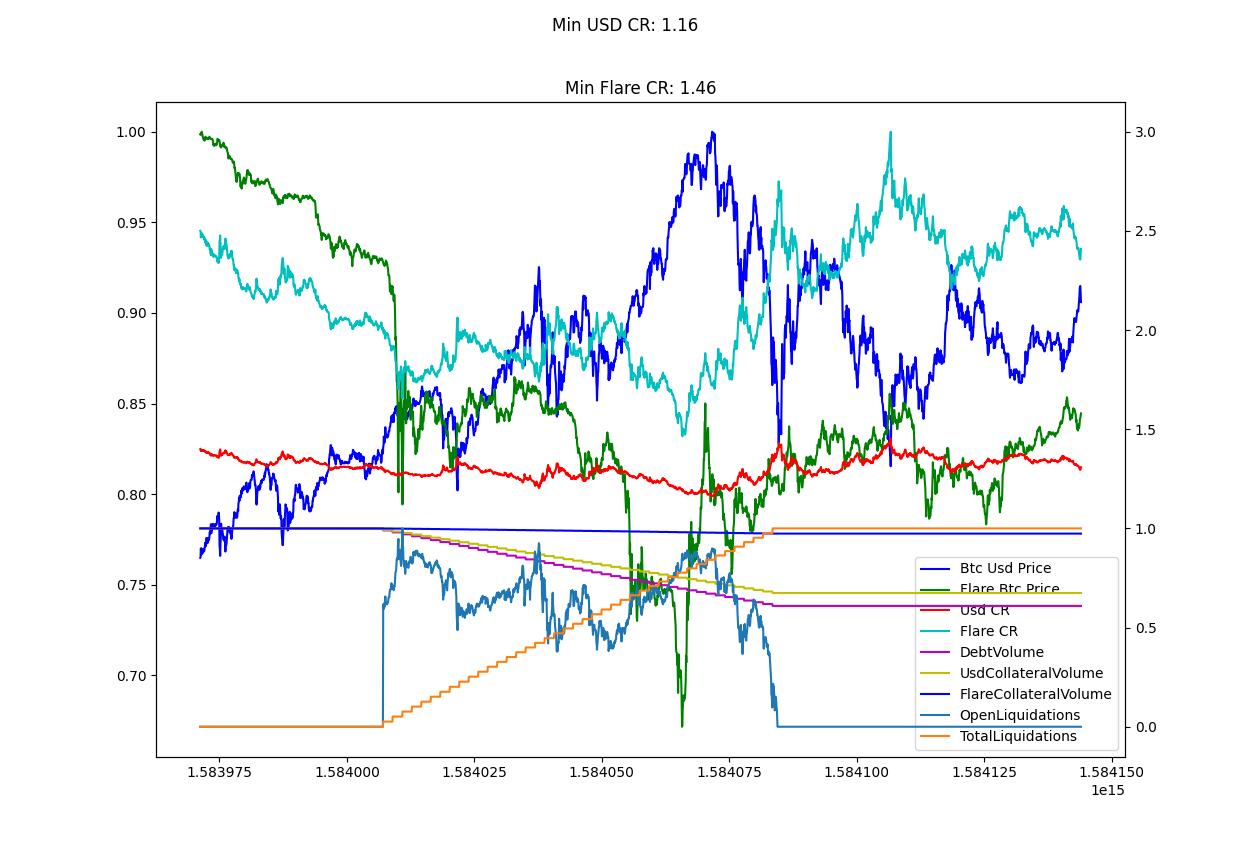 Min USD CR: 1.16
Min Flare CR: 1.46
1.00
0.95
0.90
0.85
0.80
0.75
0.70
3.0
2.5
2.0
1.5
1.0
0.5
0.0
Btc Usd Price
Flare Btc Price
Usd CR
Flare CR
DebtVolume
UsdCollateralVolume
FlareCollateralVolume
OpenLiquidations
TotalLiquidations
1.583975 1.584000 1.584025 1.584050 1.584075 1.584100 1.584125 1.584150
1e15